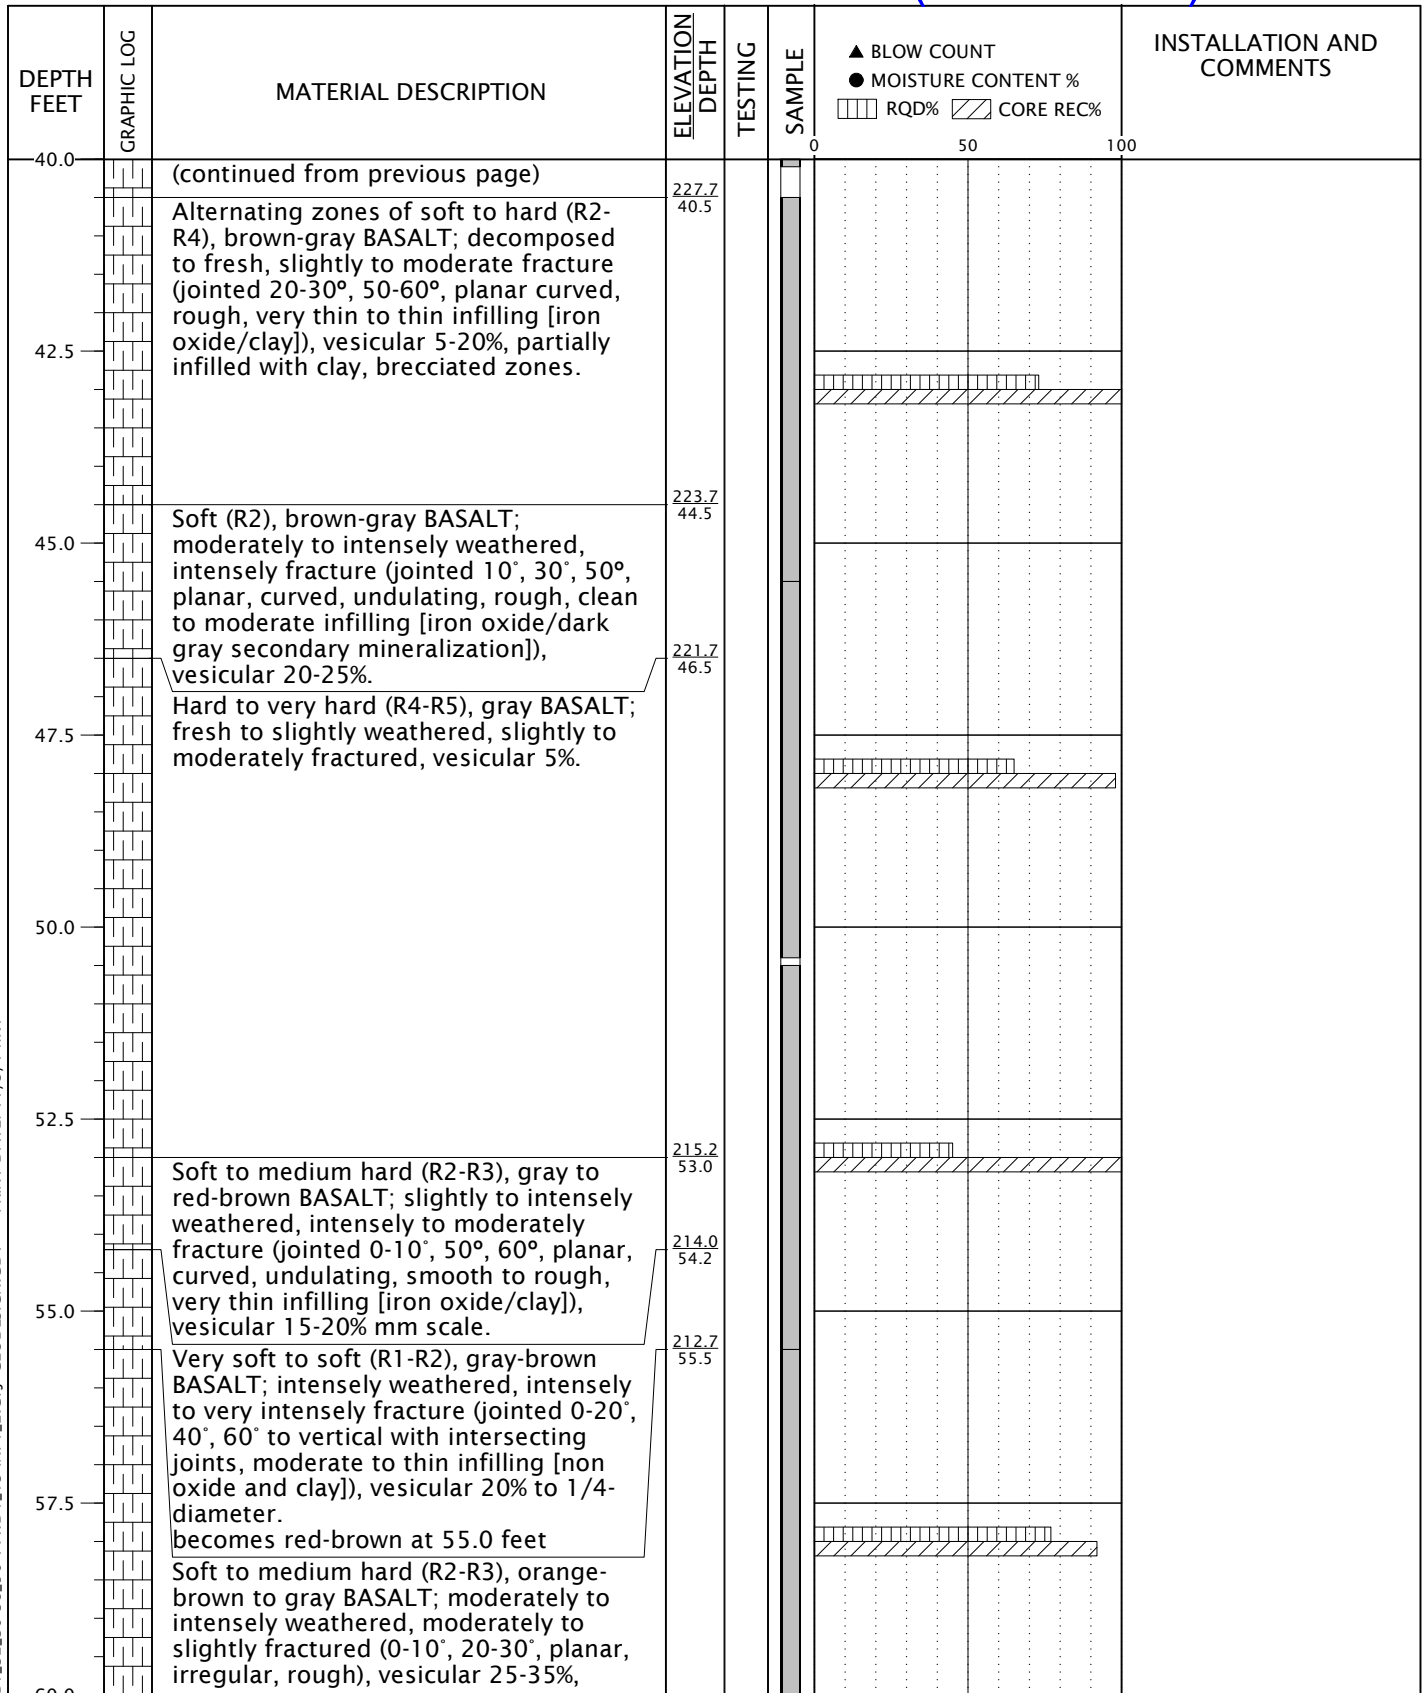 DEPTH
FEET
GRAPHIC LOG
MATERIAL DESCRIPTION
ELEVATION
DEPTH
TESTING
SAMPLE
▲ BLOW COUNT
● MOISTURE CONTENT %
RQD% CORE REC%
0 50 100
INSTALLATION AND
COMMENTS
40.0
(continued from previous page)
227.7
40.5
Alternating zones of soft to hard (R2-
R4), brown-gray BASALT; decomposed
to fresh, slightly to moderate fracture
(jointed 20-30º, 50-60º, planar curved,
rough, very thin to thin infilling [iron
oxide/clay]), vesicular 5-20%, partially
infilled with clay, brecciated zones.
42.5
223.7
44.5
Soft (R2), brown-gray BASALT;
moderately to intensely weathered,
intensely fracture (jointed 10˚, 30˚, 50º,
planar, curved, undulating, rough, clean
to moderate infilling [iron oxide/dark
gray secondary mineralization]),
vesicular 20-25%.
45.0
221.7
46.5
Hard to very hard (R4-R5), gray BASALT;
fresh to slightly weathered, slightly to
moderately fractured, vesicular 5%.
47.5
50.0
52.5
215.2
53.0
Soft to medium hard (R2-R3), gray to
red-brown BASALT; slightly to intensely
weathered, intensely to moderately
fracture (jointed 0-10˚, 50º, 60º, planar,
curved, undulating, smooth to rough,
very thin infilling [iron oxide/clay]),
vesicular 15-20% mm scale.
214.0
54.2
55.0
212.7
55.5
Very soft to soft (R1-R2), gray-brown
BASALT; intensely weathered, intensely
to very intensely fracture (jointed 0-20˚,
40˚, 60˚ to vertical with intersecting
joints, moderate to thin infilling [non
oxide and clay]), vesicular 20% to 1/4-
diameter.
becomes red-brown at 55.0 feet
57.5
Soft to medium hard (R2-R3), orange-
brown to gray BASALT; moderately to
intensely weathered, moderately to
slightly fractured (0-10˚, 20-30˚, planar,
irregular, rough), vesicular 25-35%,